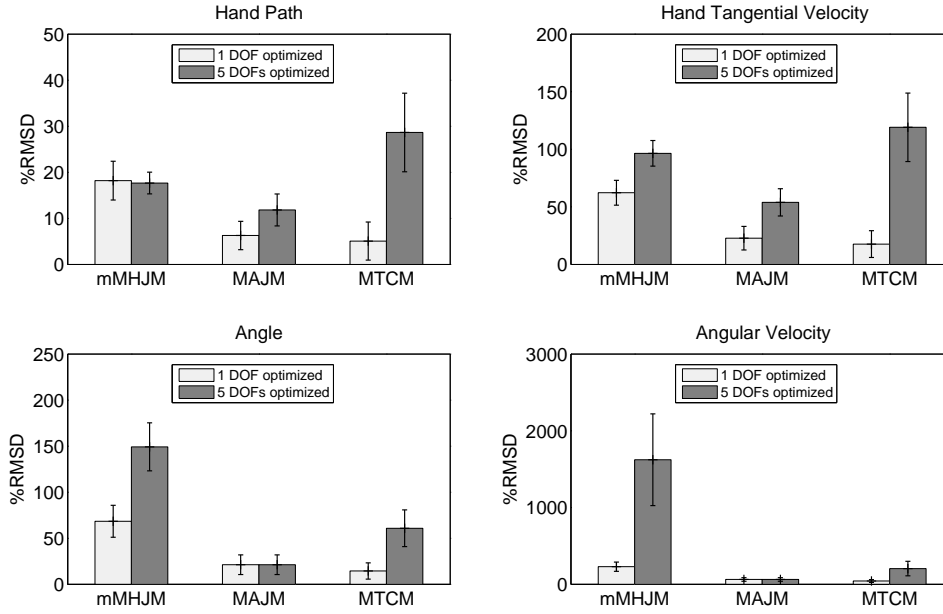 Hand Path
50
40
30
20
10
0
%RMSD
1 DOF optimized
5 DOFs optimized
mMHJM MAJM MTCM
Hand Tangential Velocity
200
150
100
50
0
%RMSD
1 DOF optimized
5 DOFs optimized
mMHJM MAJM MTCM
Angle
250
200
150
100
50
0
%RMSD
1 DOF optimized
5 DOFs optimized
mMHJM MAJM MTCM
Angular Velocity
3000
2000
1000
0
%RMSD
1 DOF optimized
5 DOFs optimized
mMHJM MAJM MTCM